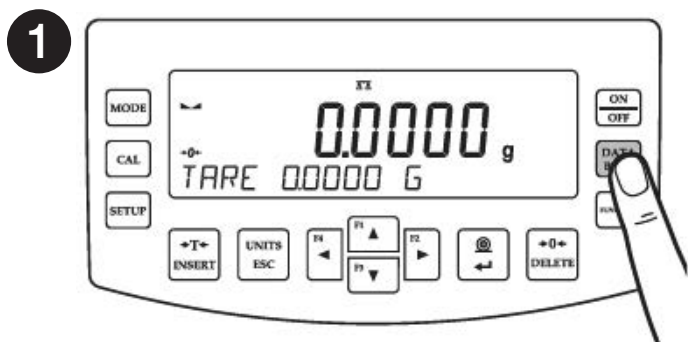 1
MODE
CAL
SETUP
0.0000 g
→0←
TARE 0.0000 G
ON
OFF
→T←
INSERT
UNITS
ESC
F4
F1
F3
F2
→0←
DELETE